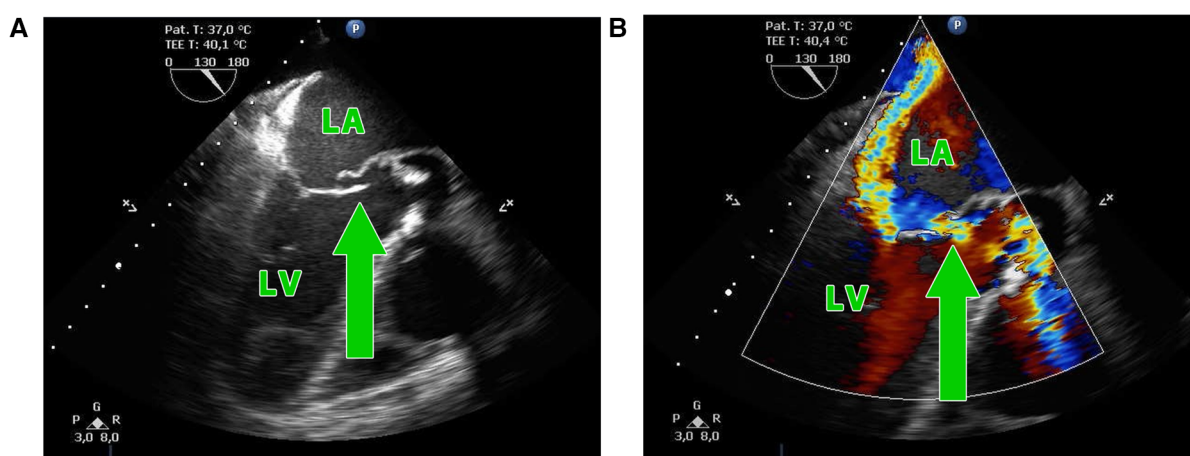 A
Pat. T: 37,0 °C
TEE T: 40,1 °C
0 130 180
P
LA
LV
G
P R
3,0 8,0
B
Pat. T: 37,0 °C
TEE T: 40,4 °C
0 130 180
P
LA
LV
G
P R
3,0 8,0